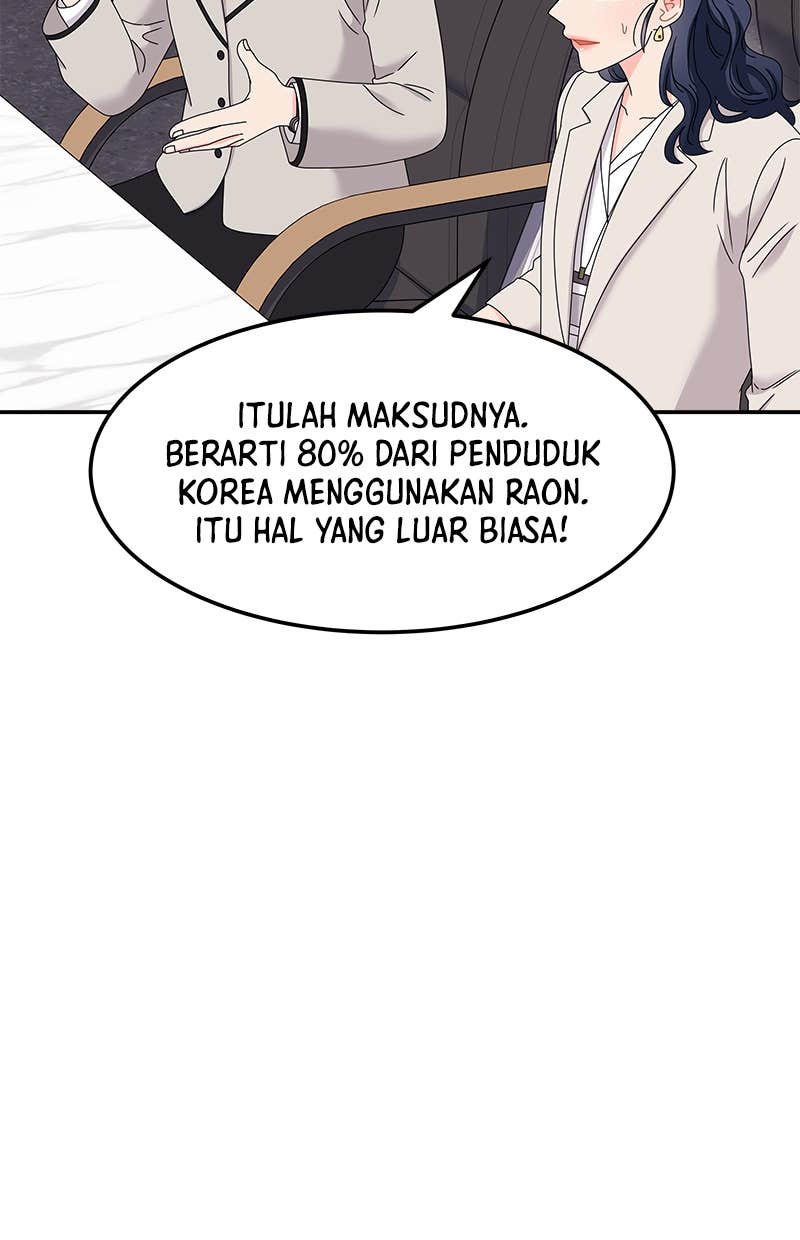 ITULAH MAKSUDNYA.
BERARTI 80% DARI PENDUDUK
KOREA MENGGUNAKAN RAON.
ITU HAL YANG LUAR BIASA!